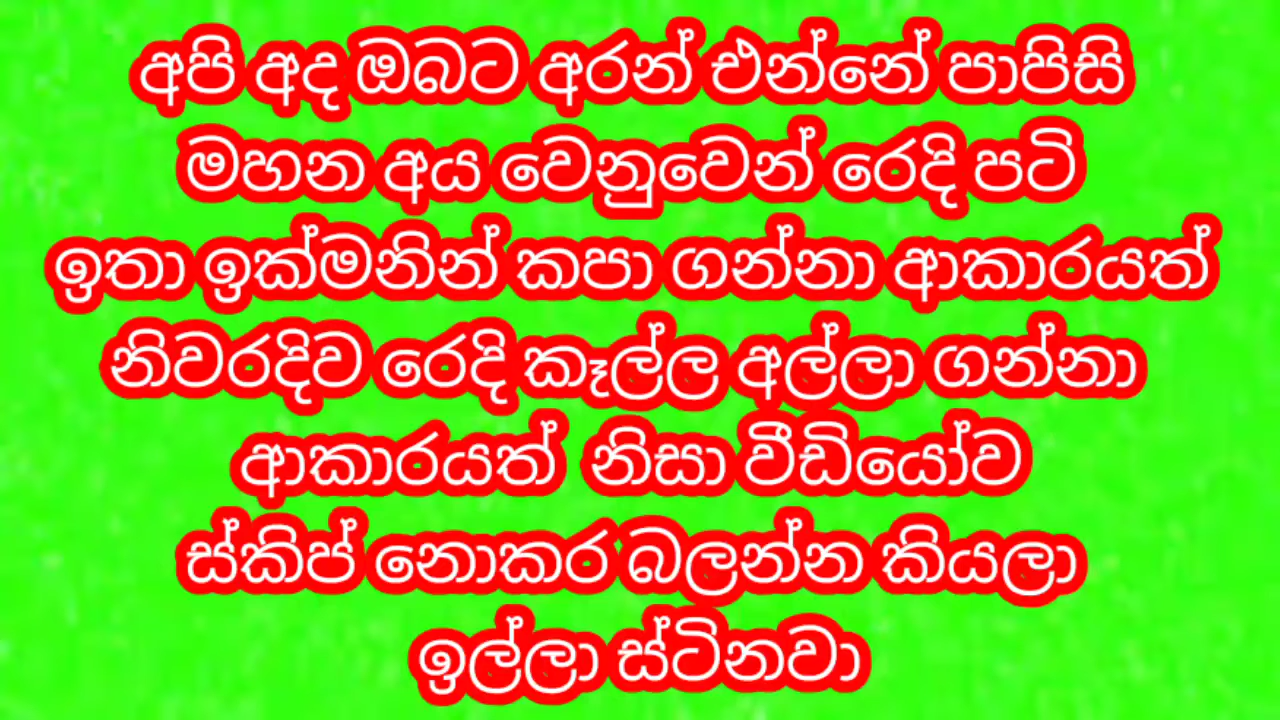 අපි අද ඔබට අරන් එන්නේ පාපිසි
මහන අය වෙනුවෙන් රෙදි පටි
ඉතා ඉක්මනින් කපා ගන්නා ආකාරයත්
නිවරදිව රෙදි කෑල්ල අල්ලා ගන්නා
ආකාරයත් නිසා වීඩියෝව
ස්කිප් නොකර බලන්න කියලා
ඉල්ලා ස්ටිනවා